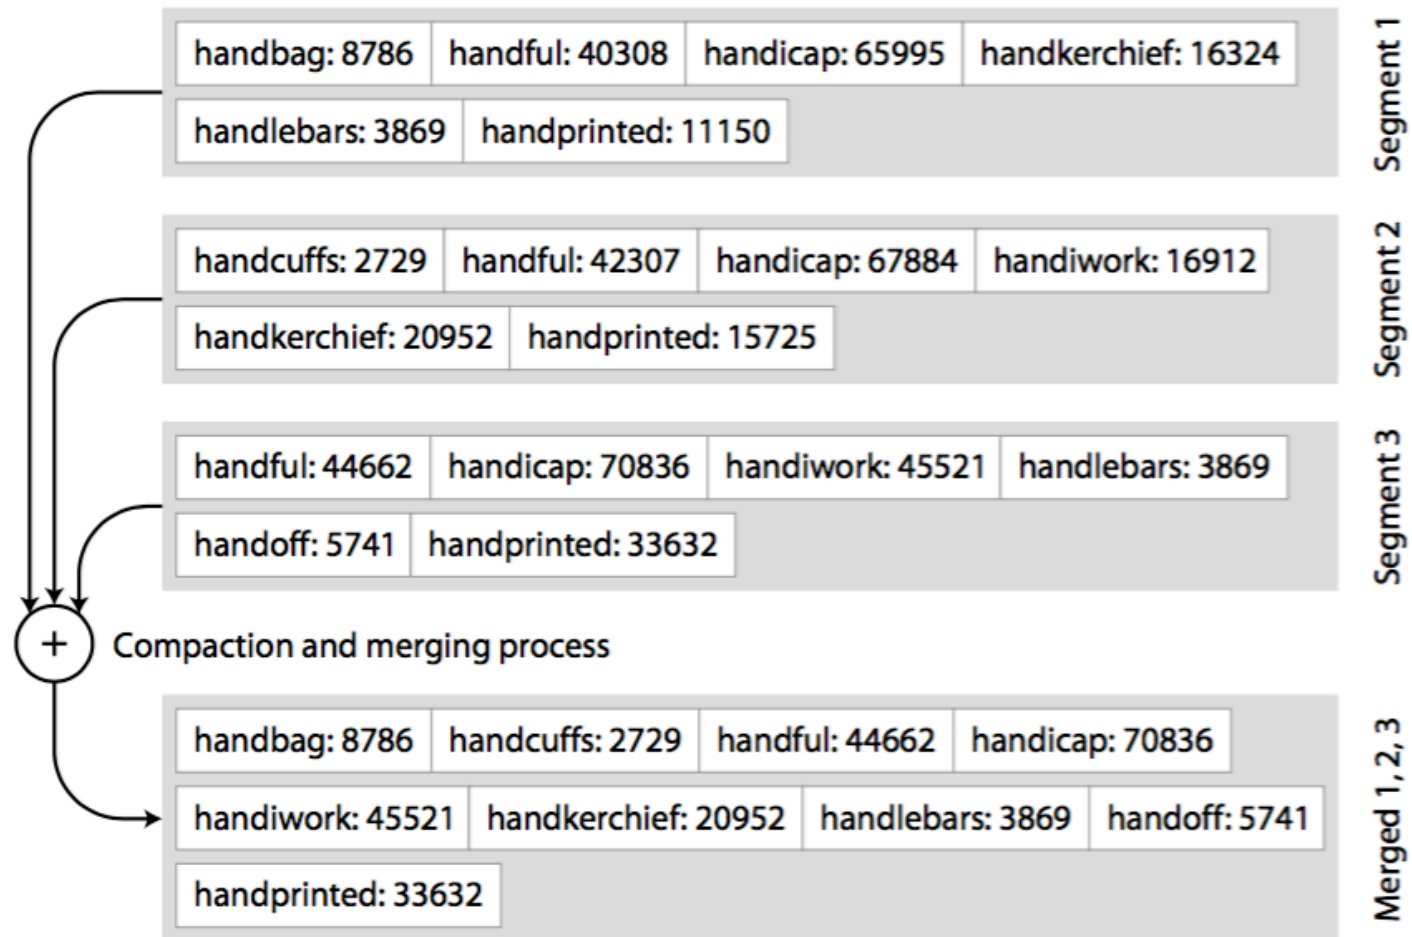 handbag: 8786 handful: 40308 handicap: 65995 handkerchief: 16324
handlebars: 3869 handprinted: 11150
Segment 1
handcuffs: 2729 handful: 42307 handicap: 67884 handiwork: 16912
handkerchief: 20952 handprinted: 15725
Segment 2
handful: 44662 handicap: 70836 handiwork: 45521 handlebars: 3869
handoff: 5741 handprinted: 33632
Segment 3
+ Compaction and merging process
handbag: 8786 handcuffs: 2729 handful: 44662 handicap: 70836
handiwork: 45521 handkerchief: 20952 handlebars: 3869 handoff: 5741
handprinted: 33632
Merged 1, 2, 3